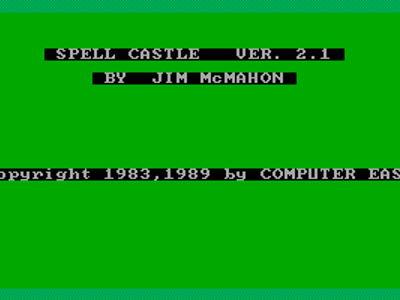 SPELL CASTLE VER. 2.1
BY JIM McMAHON
opyright 1983,1989 by COMPUTER EAS